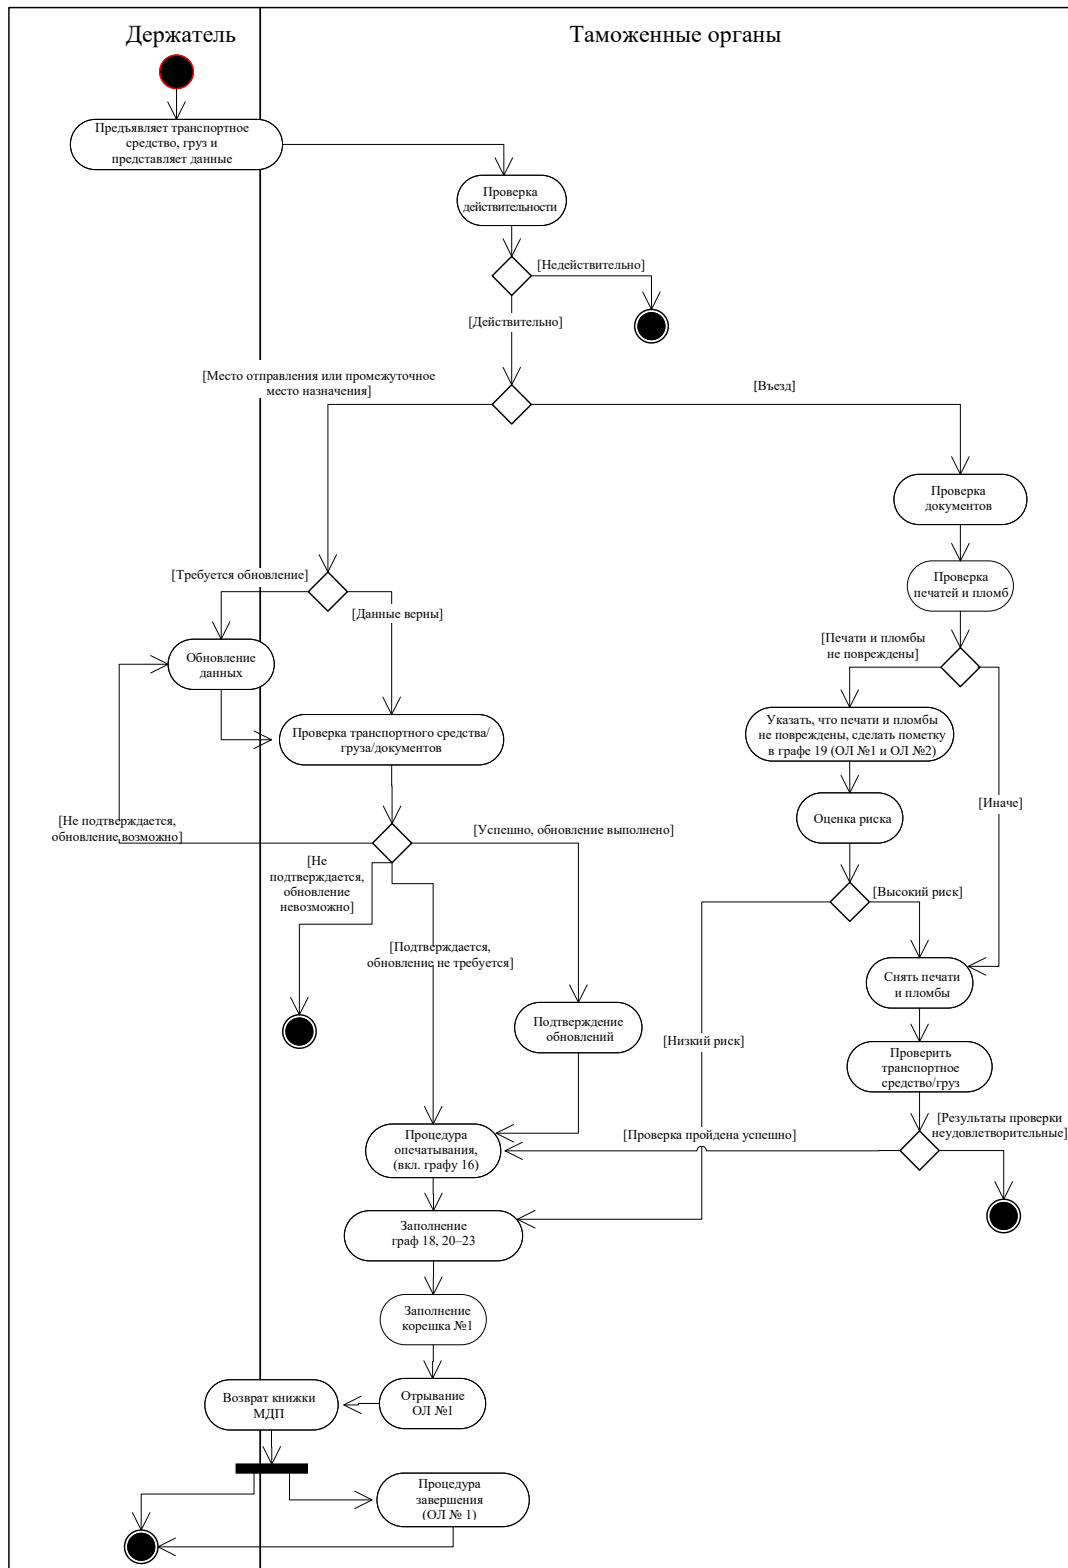 Держатель
Таможенные органы
Предъявляет транспортное
средство, груз и
представляет данные
Проверка
действительности
[Недействительно]
[Действительно]
[Место отправления или промежуточное
место назначения]
[Въезд]
Проверка
документов
[Требуется обновление]
[Данные верны]
Проверка
печатей и пломб
Обновление
данных
[Печати и пломбы
не повреждены]
Проверка транспортного средства/
груза/документов
Указать, что печати и пломбы
не повреждены, сделать пометку
в графе 19 (ОЛ №1 и ОЛ №2)
[Иначе]
[Не подтверждается,
обновление возможно]
[Успешно, обновление выполнено]
Оценка риска
[Не
подтверждается,
обновление
невозможно]
[Высокий риск]
[Подтверждается,
обновление не требуется]
Снять печати
и пломбы
Подтверждение
обновлений
[Низкий риск]
Проверить
транспортное
средство/груз
[Результаты проверки
неудовлетворительные]
Процедура
опечатывания,
(вкл. графу 16)
[Проверка пройдена успешно]
Заполнение
граф 18, 20–23
Заполнение
корешка №1
Возврат книжки
МДП
Отрывание
ОЛ №1
Процедура
завершения
(ОЛ № 1)